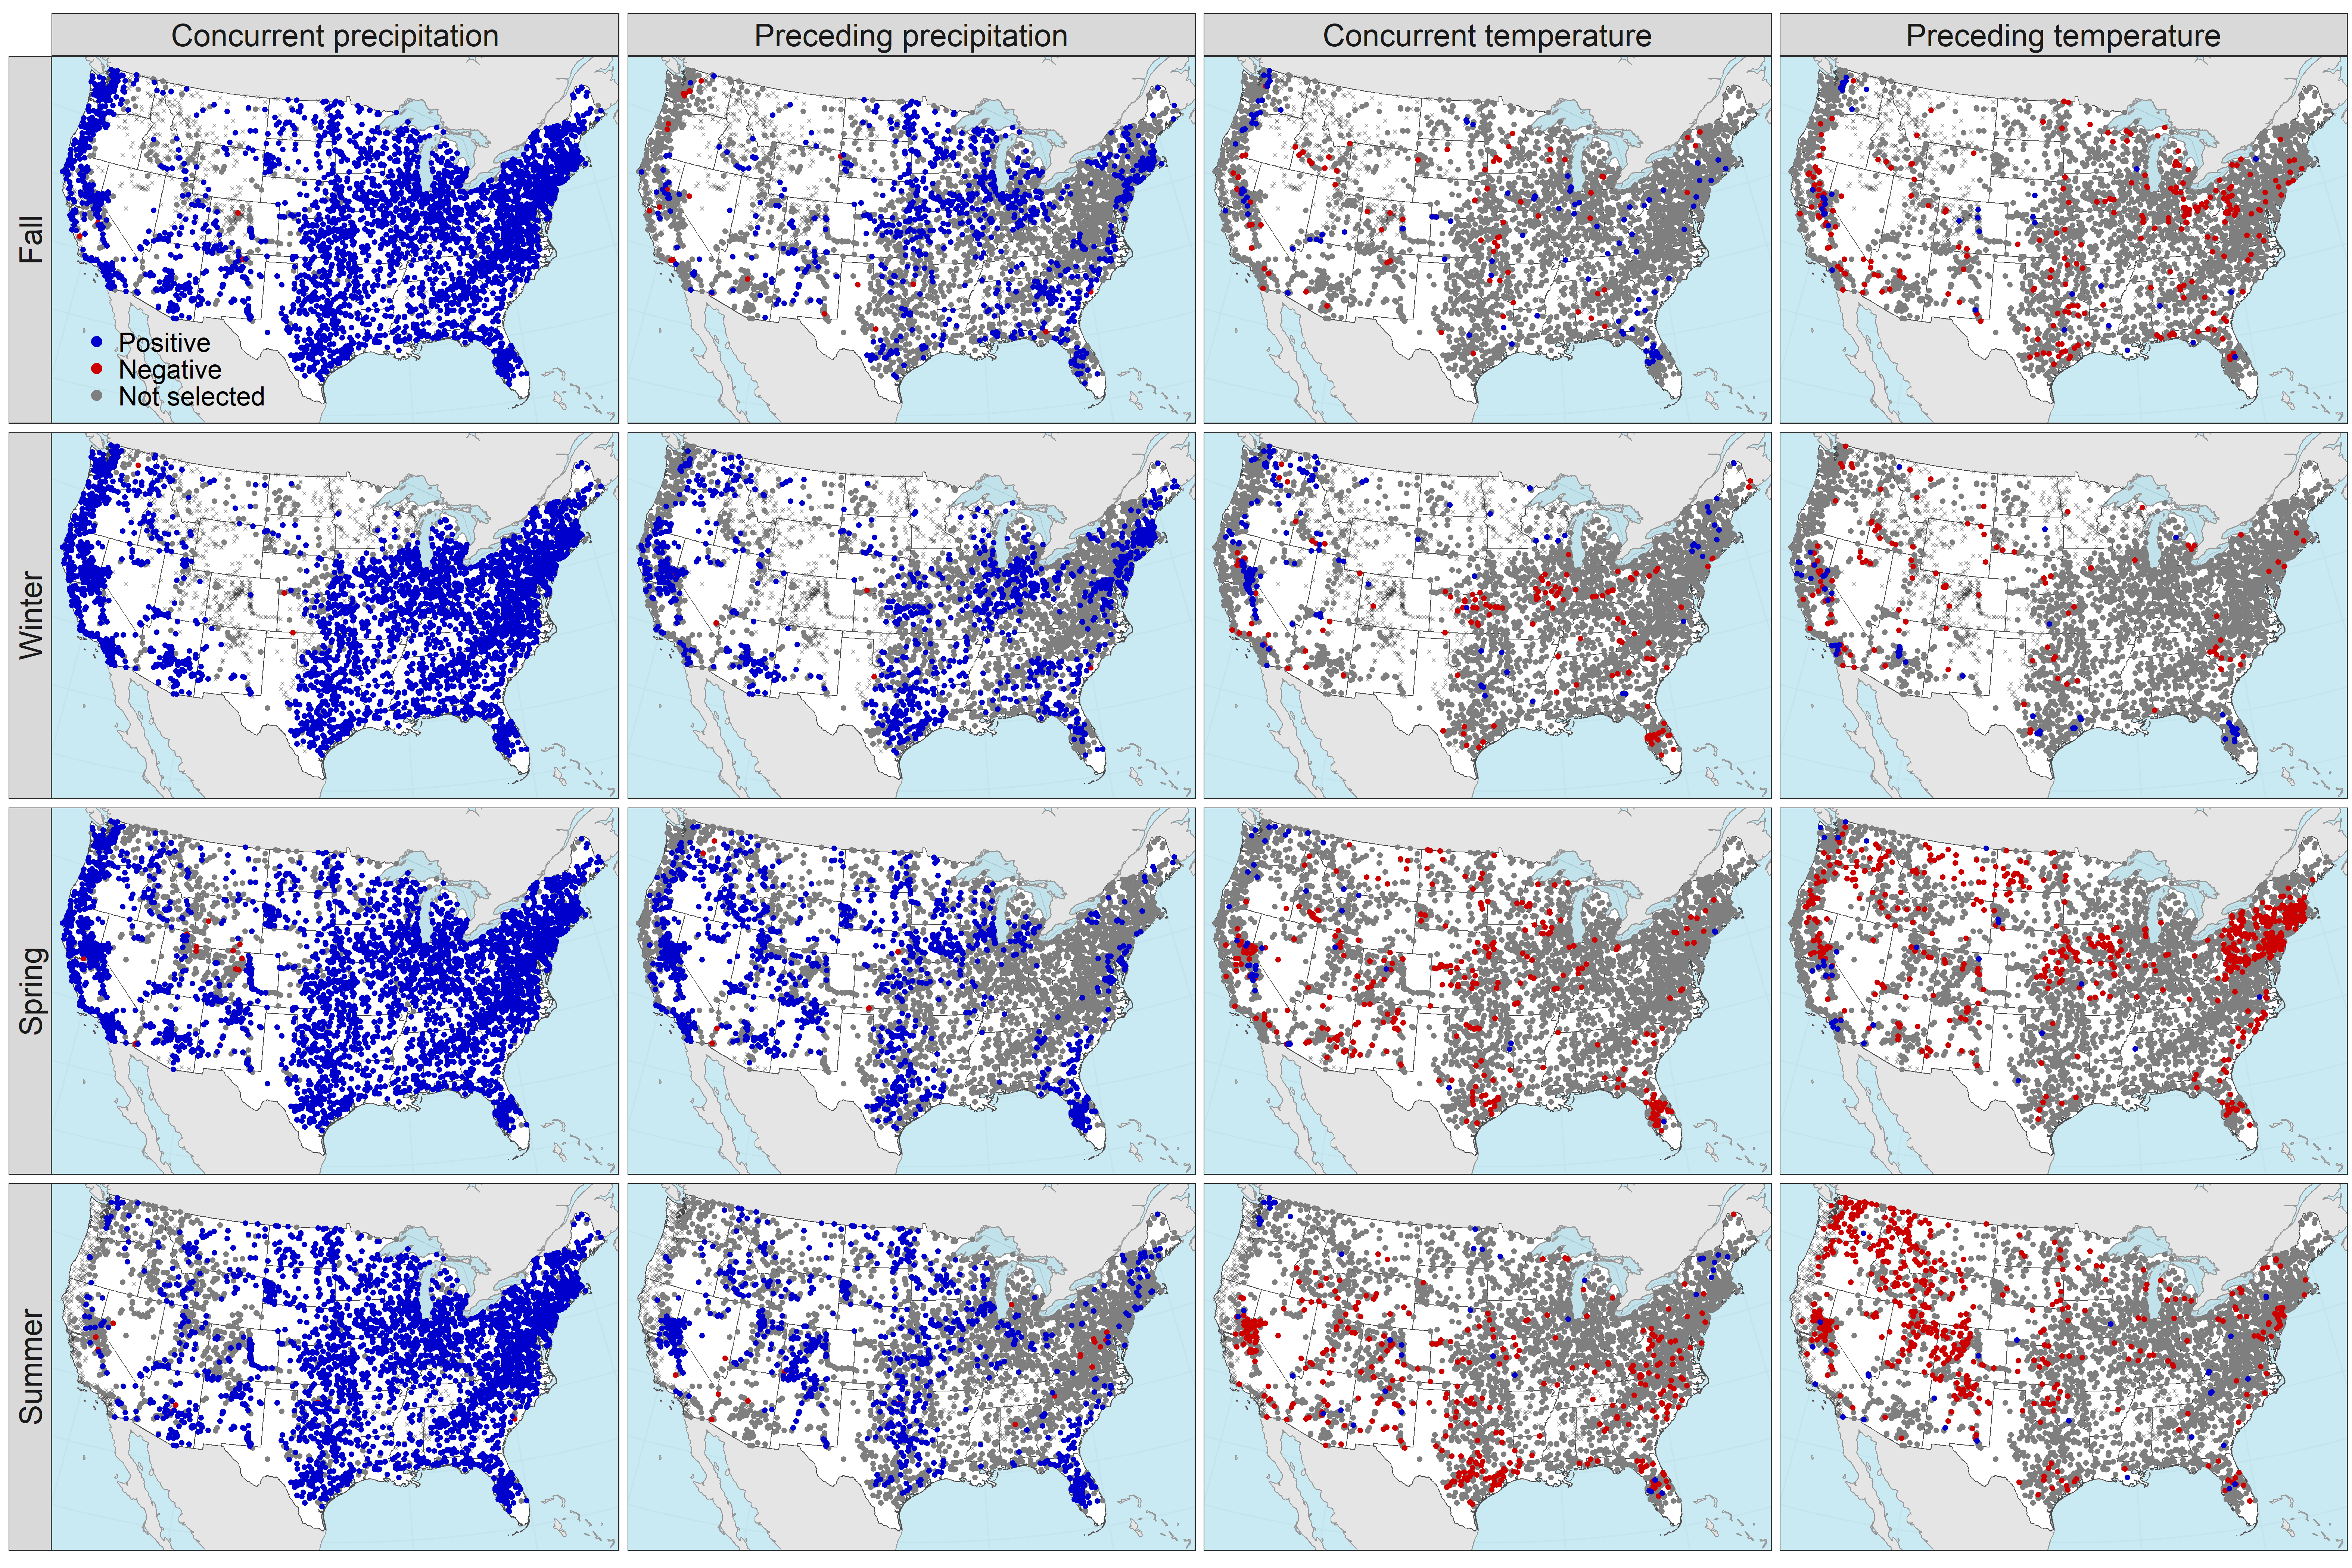 Concurrent precipitation
Preceding precipitation
Concurrent temperature
Preceding temperature
Fall
Positive
Negative
Not selected
Winter
Spring
Summer